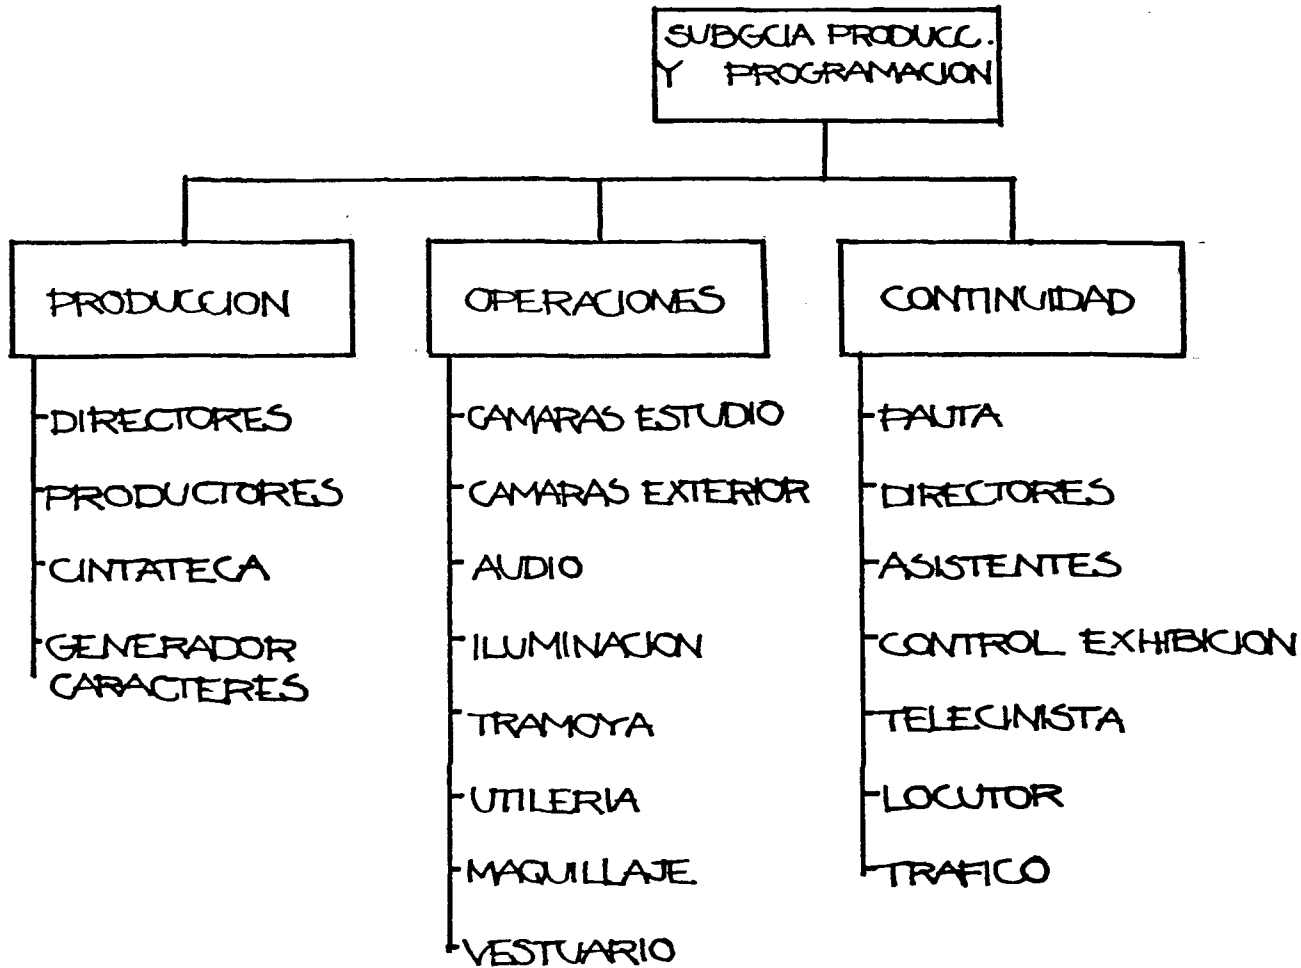 SUBGCIA PRODUCC.
Y PROGRAMACION
PRODUCCION
DIRECTORES
PRODUCTORES
CINTATECA
GENERADOR
CARACTERES
OPERACIONES
CAMARAS ESTUDIO
CAMARAS EXTERIOR
AUDIO
ILUMINACION
TRAMOYA
UTILERIA
MAQUILLAJE
VESTUARIO
CONTINUIDAD
PAUTA
DIRECTORES
ASISTENTES
CONTROL EXHIBICION
TELECINISTA
LOCUTOR
TRAFICO